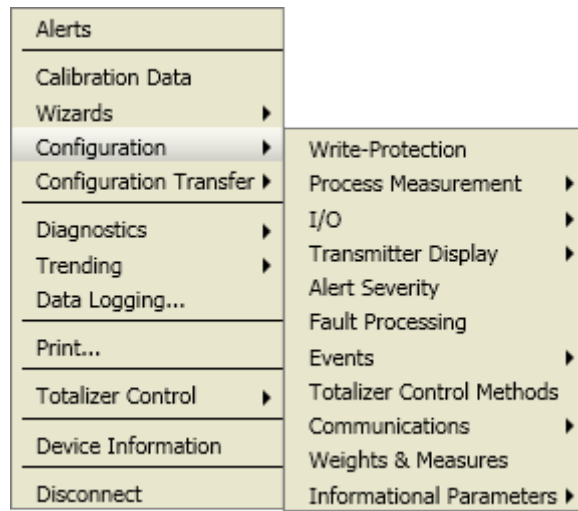 Alerts
Calibration Data
Wizards
Configuration
Configuration Transfer
Diagnostics
Trending
Data Logging...
Print...
Totalizer Control
Device Information
Disconnect
Write-Protection
Process Measurement
I/O
Transmitter Display
Alert Severity
Fault Processing
Events
Totalizer Control Methods
Communications
Weights & Measures
Informational Parameters